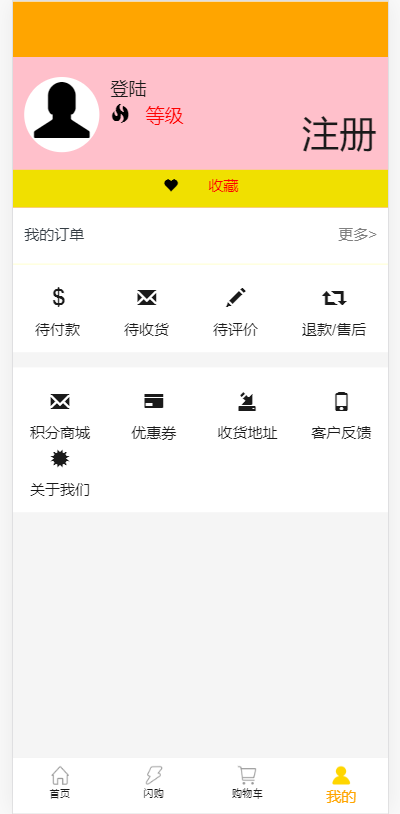 登陆
等级
注册
收藏
我的订单 更多>
待付款 待收货 待评价 退款/售后
积分商城 优惠券 收货地址 客户反馈
关于我们
首页 闪购 购物车 我的